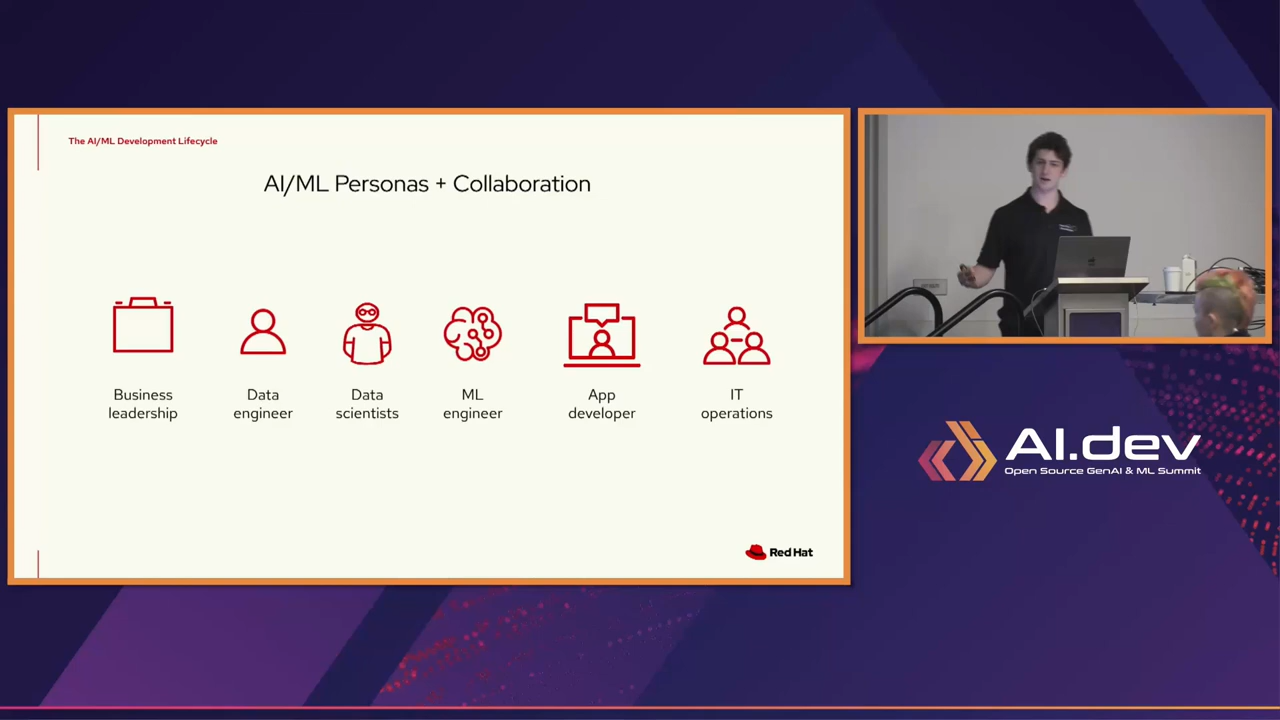 The AI/ML Development Lifecycle
AI/ML Personas + Collaboration
Business
leadership
Data
engineer
Data
scientists
ML
engineer
App
developer
IT
operations
Red Hat
AI.dev
Open Source GenAI & ML Summit